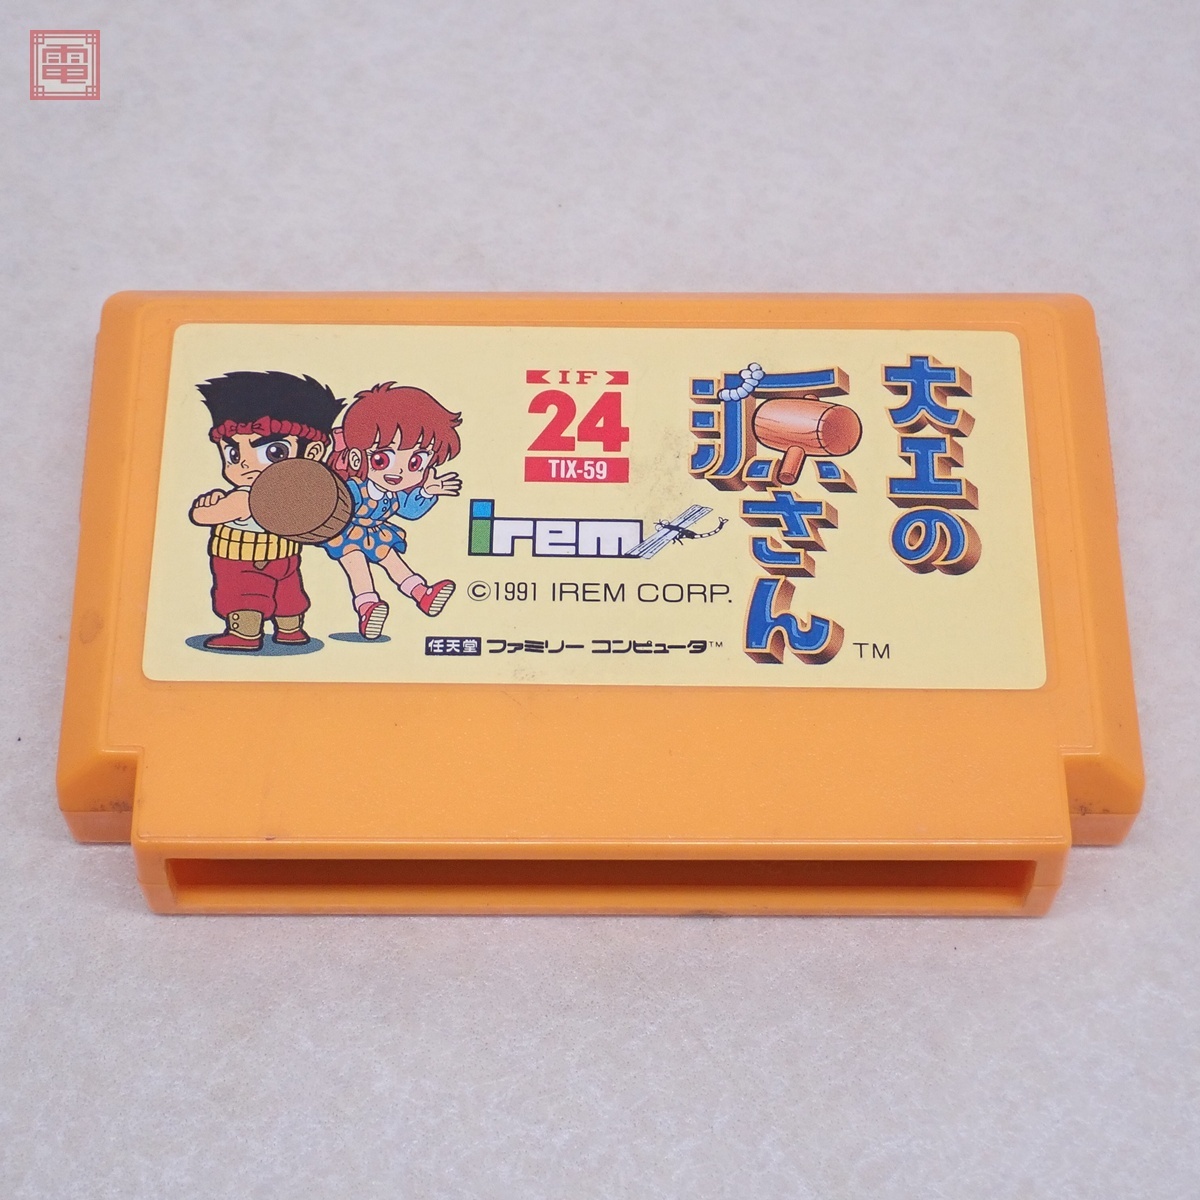 電
IF
24
TIX-59
irem
©1991 IREM CORP.
任天堂 ファミリー コンピュータ™
大工の
源さん
TM